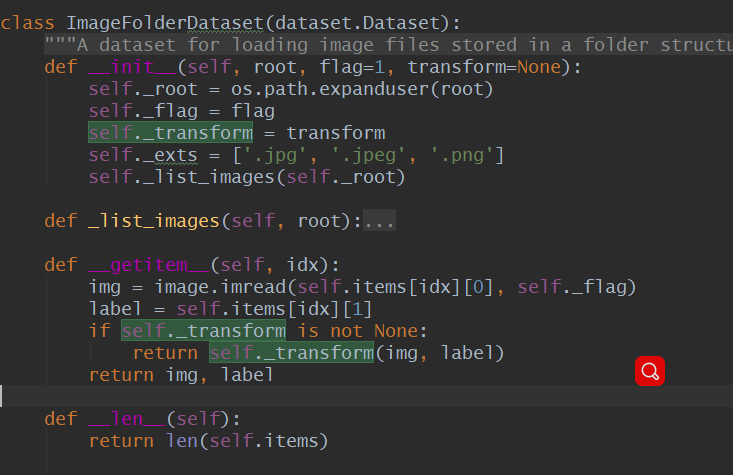 class ImageFolderDataset(dataset.Dataset):
    """A dataset for loading image files stored in a folder
    def __init__(self, root, flag=1, transform=None):
        self._root = os.path.expanduser(root)
        self._flag = flag
        self._transform = transform
        self._exts = ['.jpg', '.jpeg', '.png']
        self._list_images(self._root)
    def _list_images(self, root):...
    def __getitem__(self, idx):
        img = image.imread(self.items[idx][0], self._flag)
        label = self.items[idx][1]
        if self._transform is not None:
            return self._transform(img, label)
        return img, label
    def __len__(self):
        return len(self.items)